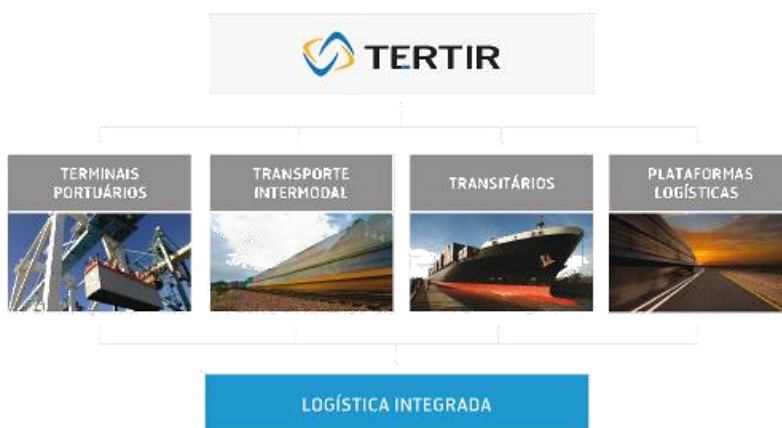 TERTIR
TERMINAIS
PORTUÁRIOS
TRANSPORTE
INTERMODAL
TRANSITÁRIOS
PLATAFORMAS
LOGÍSTICAS
LOGÍSTICA INTEGRADA